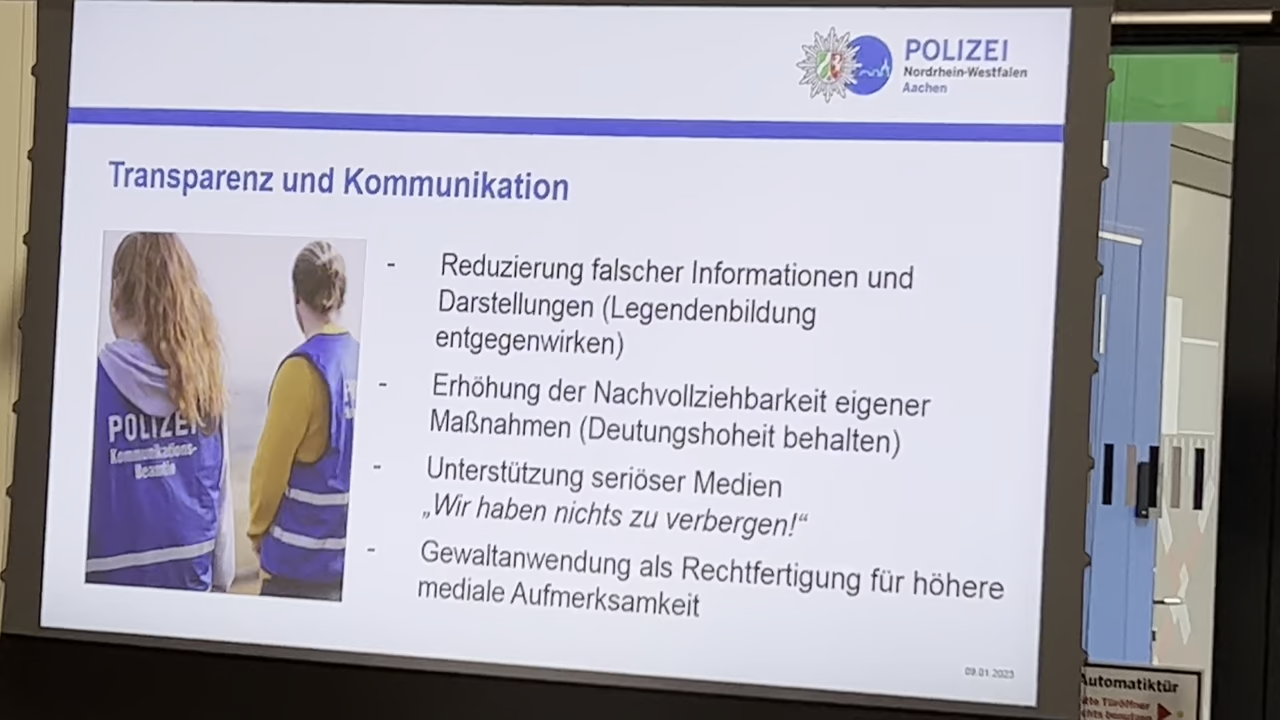 POLIZEI
Nordrhein-Westfalen
Aachen
Transparenz und Kommunikation
- Reduzierung falscher Informationen und
Darstellungen (Legendenbildung
entgegenwirken)
- Erhöhung der Nachvollziehbarkeit eigener
Maßnahmen (Deutungshoheit behalten)
- Unterstützung seriöser Medien
„Wir haben nichts zu verbergen!“
- Gewaltanwendung als Rechtfertigung für höhere
mediale Aufmerksamkeit
POLIZEI
Kommunikations-
Beamtin
09.01.2023
Automatiktür
Türöffner